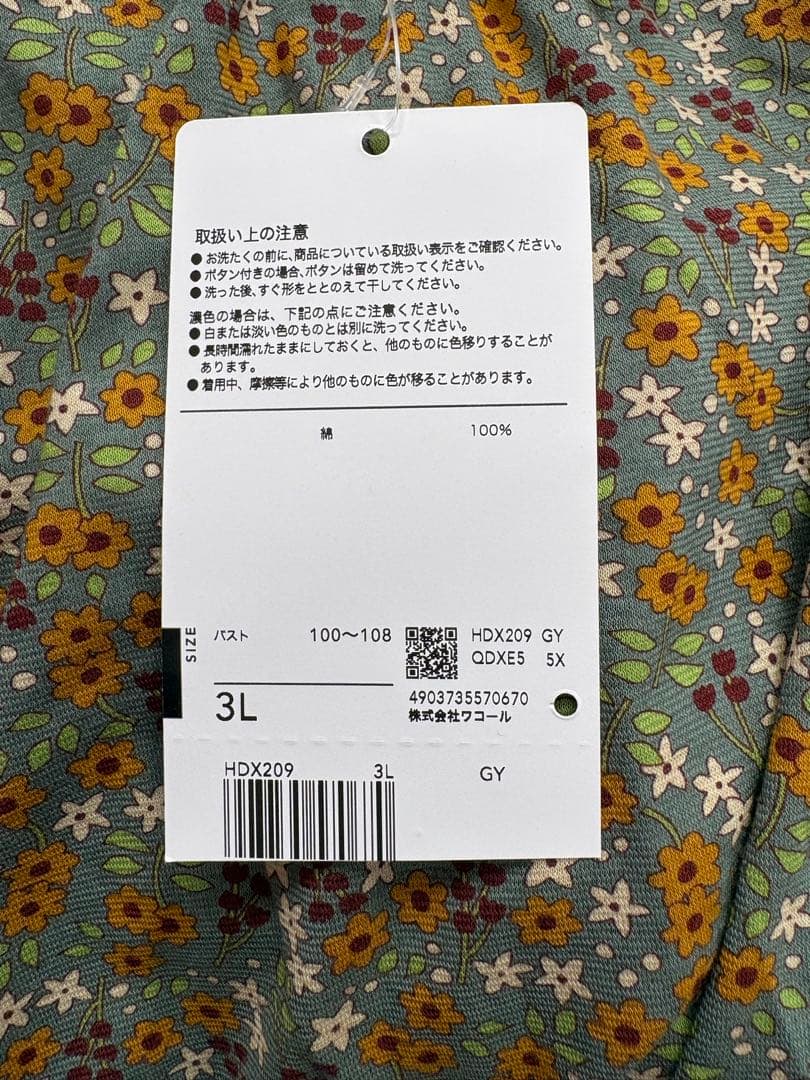 取扱い上の注意
●お洗たくの前に、商品についている取扱い表示をご確認ください。
●ボタン付きの場合、ボタンは留めて洗ってください。
●洗った後、すぐ形をととのえて干してください。
濃色の場合は、下記の点にご注意ください。
●白または淡い色のものとは別に洗ってください。
●長時間濡れたままにしておくと、他のものに色移りすることが
あります。
●着用中、摩擦等により他のものに色が移ることがあります。
綿 100%
SIZE
バスト 100～108
3L
HDX209 GY
QDXE5 5X
4903735570670
株式会社ワコール
HDX209 3L GY